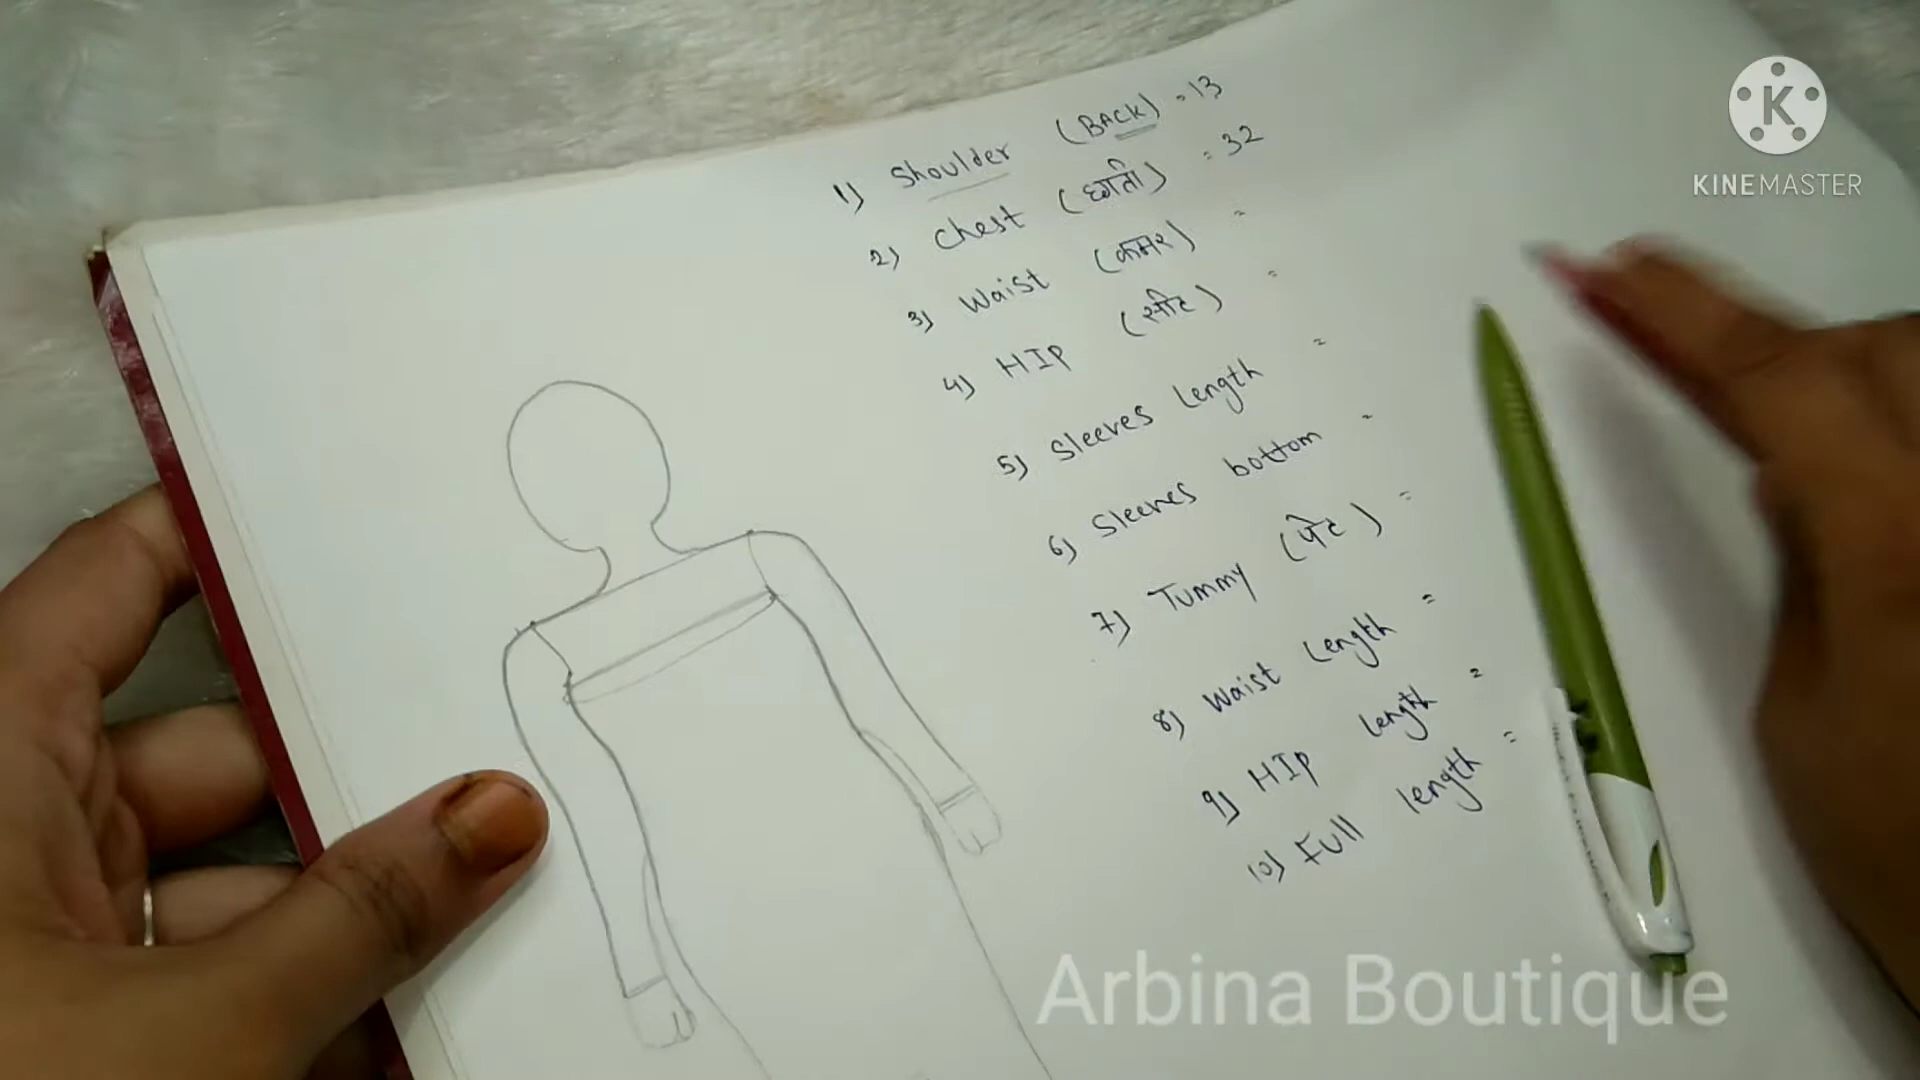 1) Shoulder (BACK) = 13
2) Chest (छाती) = 32
3) Waist (कमर) =
4) HIP (सीट) =
5) Sleeves Length =
6) Sleeves bottom =
7) Tummy (पेट) =
8) Waist Length =
9) HIP length =
10) Full length =
K
KINEMASTER
Arbina Boutique